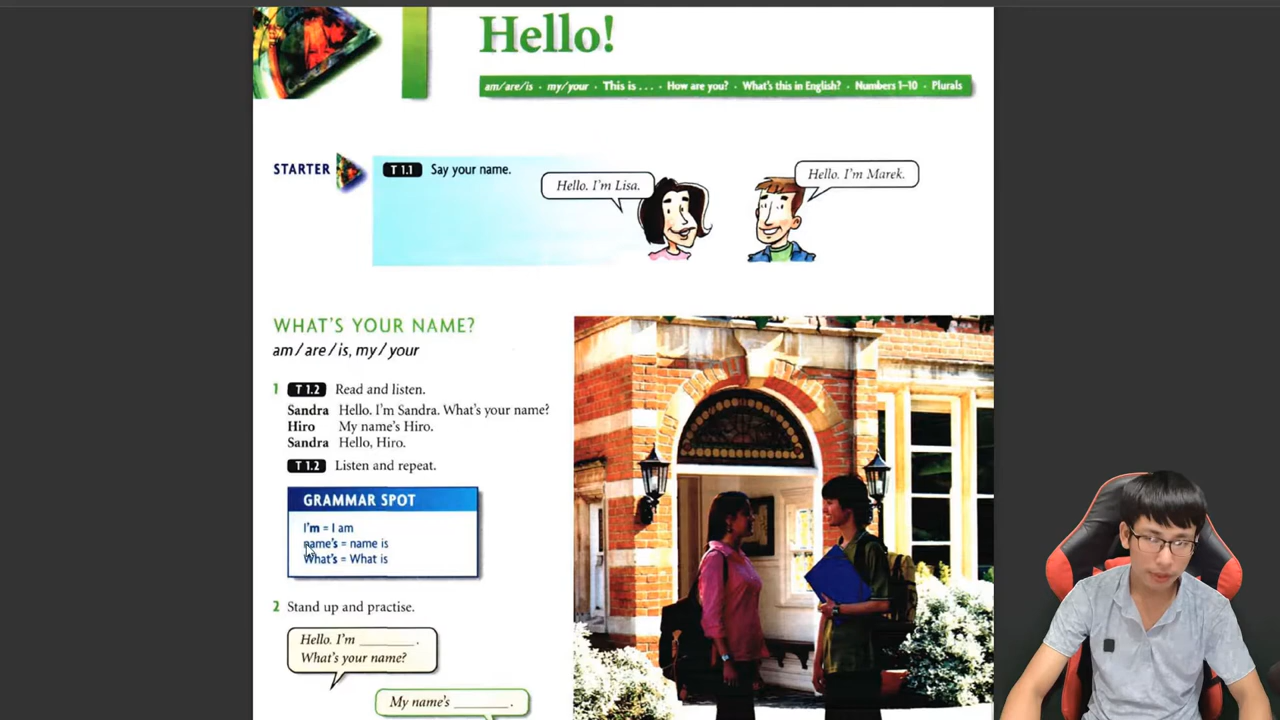 Hello!
am/are/is · my/your · This is . . . · How are you? · What's this in English? · Numbers 1–10 · Plurals
STARTER
T 1.1 Say your name.
Hello. I'm Lisa.
Hello. I'm Marek.
WHAT'S YOUR NAME?
am / are / is, my / your
1 T 1.2 Read and listen.
Sandra Hello. I'm Sandra. What's your name?
Hiro My name's Hiro.
Sandra Hello, Hiro.
T 1.2 Listen and repeat.
GRAMMAR SPOT
I'm = I am
name's = name is
What's = What is
2 Stand up and practise.
Hello. I'm ________ .
What's your name?
My name's ________ .